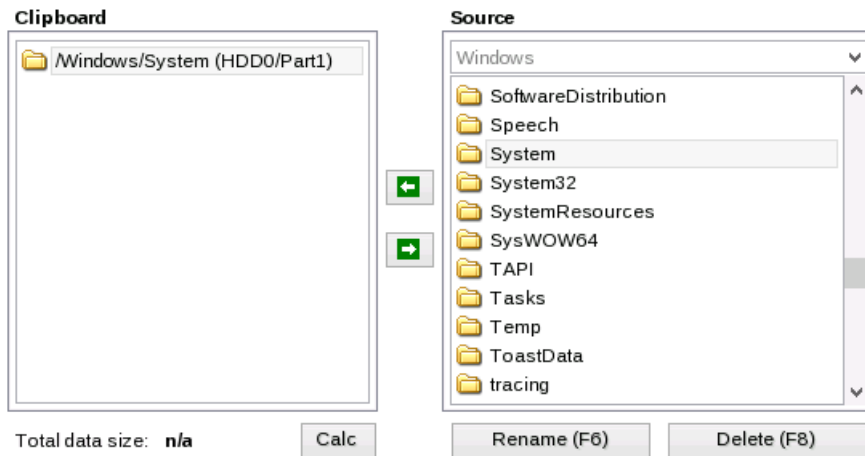 Clipboard
/Windows/System (HDD0/Part1)
Total data size: n/a
Calc
Source
Windows
SoftwareDistribution
Speech
System
System32
SystemResources
SysWOW64
TAPI
Tasks
Temp
ToastData
tracing
Rename (F6)
Delete (F8)